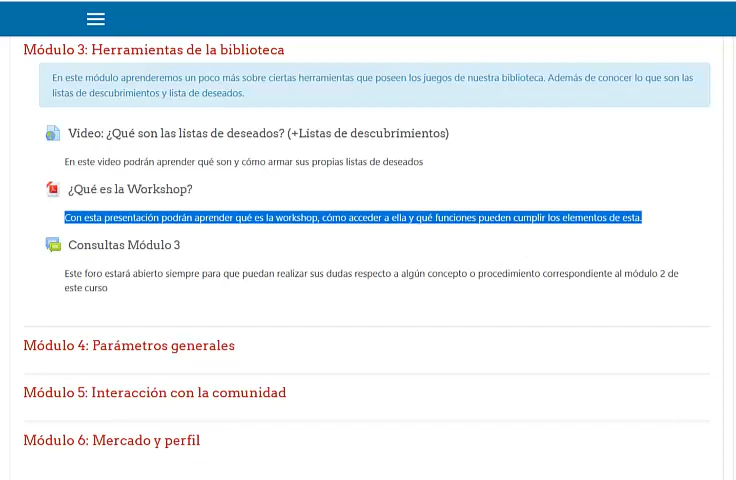 Módulo 3: Herramientas de la biblioteca
En este módulo aprenderemos un poco más sobre ciertas herramientas que poseen los juegos de nuestra biblioteca. Además de conocer lo que son las
listas de descubrimientos y lista de deseados.
Video: ¿Qué son las listas de deseados? (+Listas de descubrimientos)
En este video podrán aprender qué son y cómo armar sus propias listas de deseados
¿Qué es la Workshop?
Con esta presentación podrán aprender qué es la workshop, cómo acceder a ella y qué funciones pueden cumplir los elementos de esta.
Consultas Módulo 3
Este foro estará abierto siempre para que puedan realizar sus dudas respecto a algún concepto o procedimiento correspondiente al módulo 2 de
este curso
Módulo 4: Parámetros generales
Módulo 5: Interacción con la comunidad
Módulo 6: Mercado y perfil